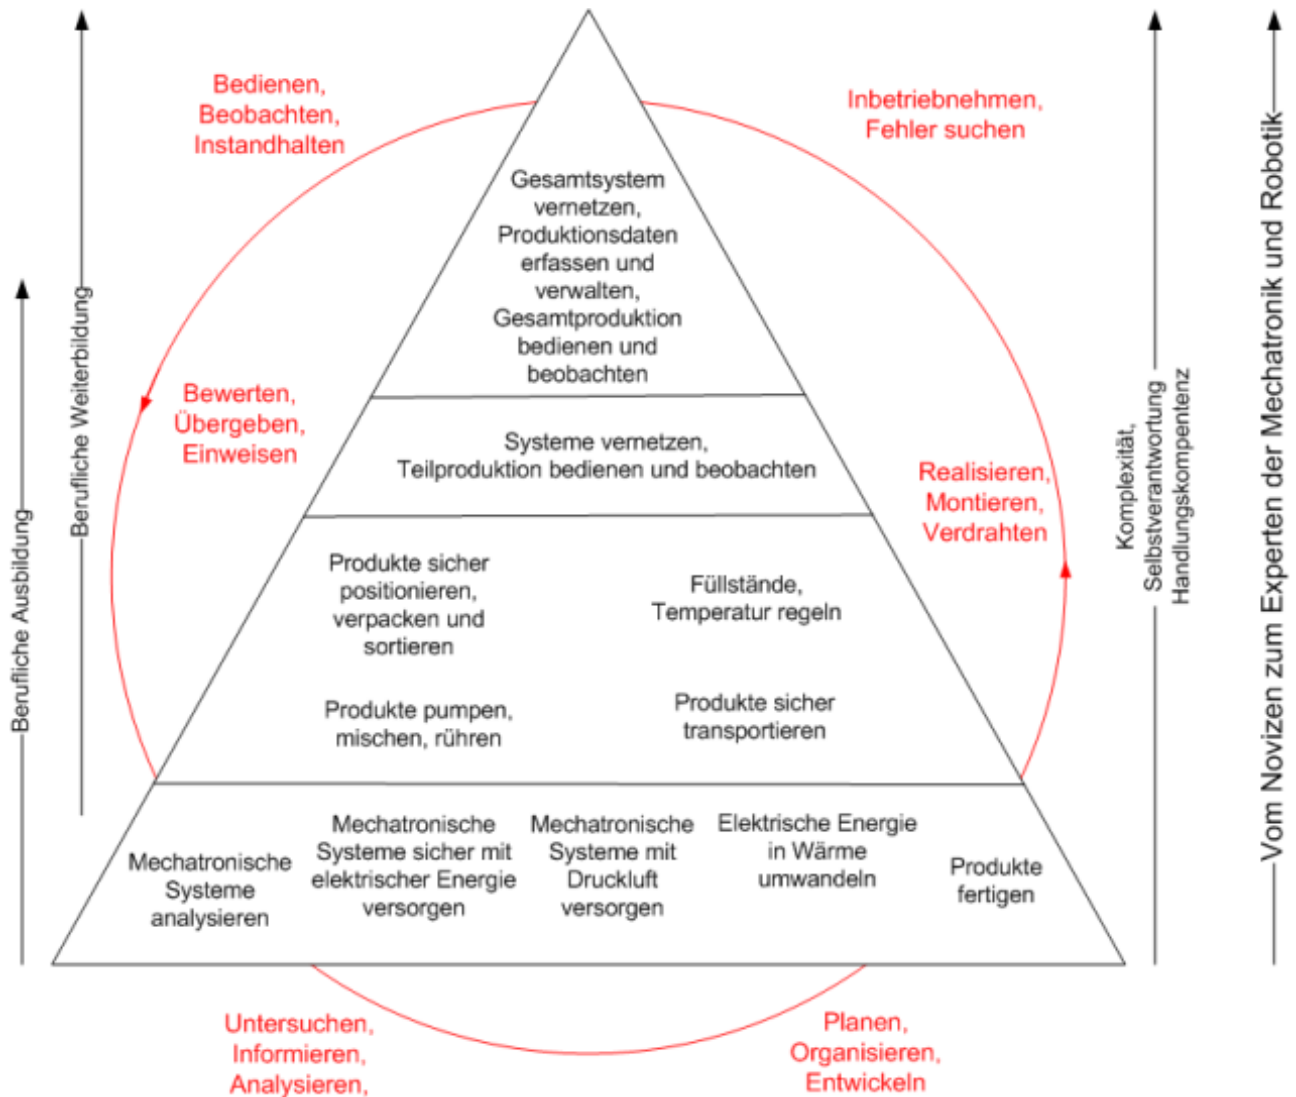 Bedienen,
Beobachten,
Instandhalten
Inbetriebnehmen,
Fehler suchen
Gesamtsystem
vernetzen,
Produktionsdaten
erfassen und
verwalten,
Gesamtproduktion
bedienen und
beobachten
Bewerten,
Übergeben,
Einweisen
Systeme vernetzen,
Teilproduktion bedienen und beobachten
Realisieren,
Montieren,
Verdrahten
Produkte sicher
positionieren,
verpacken und
sortieren
Füllstände,
Temperatur regeln
Produkte pumpen,
mischen, rühren
Produkte sicher
transportieren
Mechatronische
Systeme
analysieren
Mechatronische
Systeme sicher mit
elektrischer Energie
versorgen
Mechatronische
Systeme mit
Druckluft
versorgen
Elektrische Energie
in Wärme
umwandeln
Produkte
fertigen
Untersuchen,
Informieren,
Analysieren,
Planen,
Organisieren,
Entwickeln
Berufliche Ausbildung
Berufliche Weiterbildung
Komplexität,
Selbstverantwortung
Handlungskompentenz
Vom Novizen zum Experten der Mechatronik und Robotik